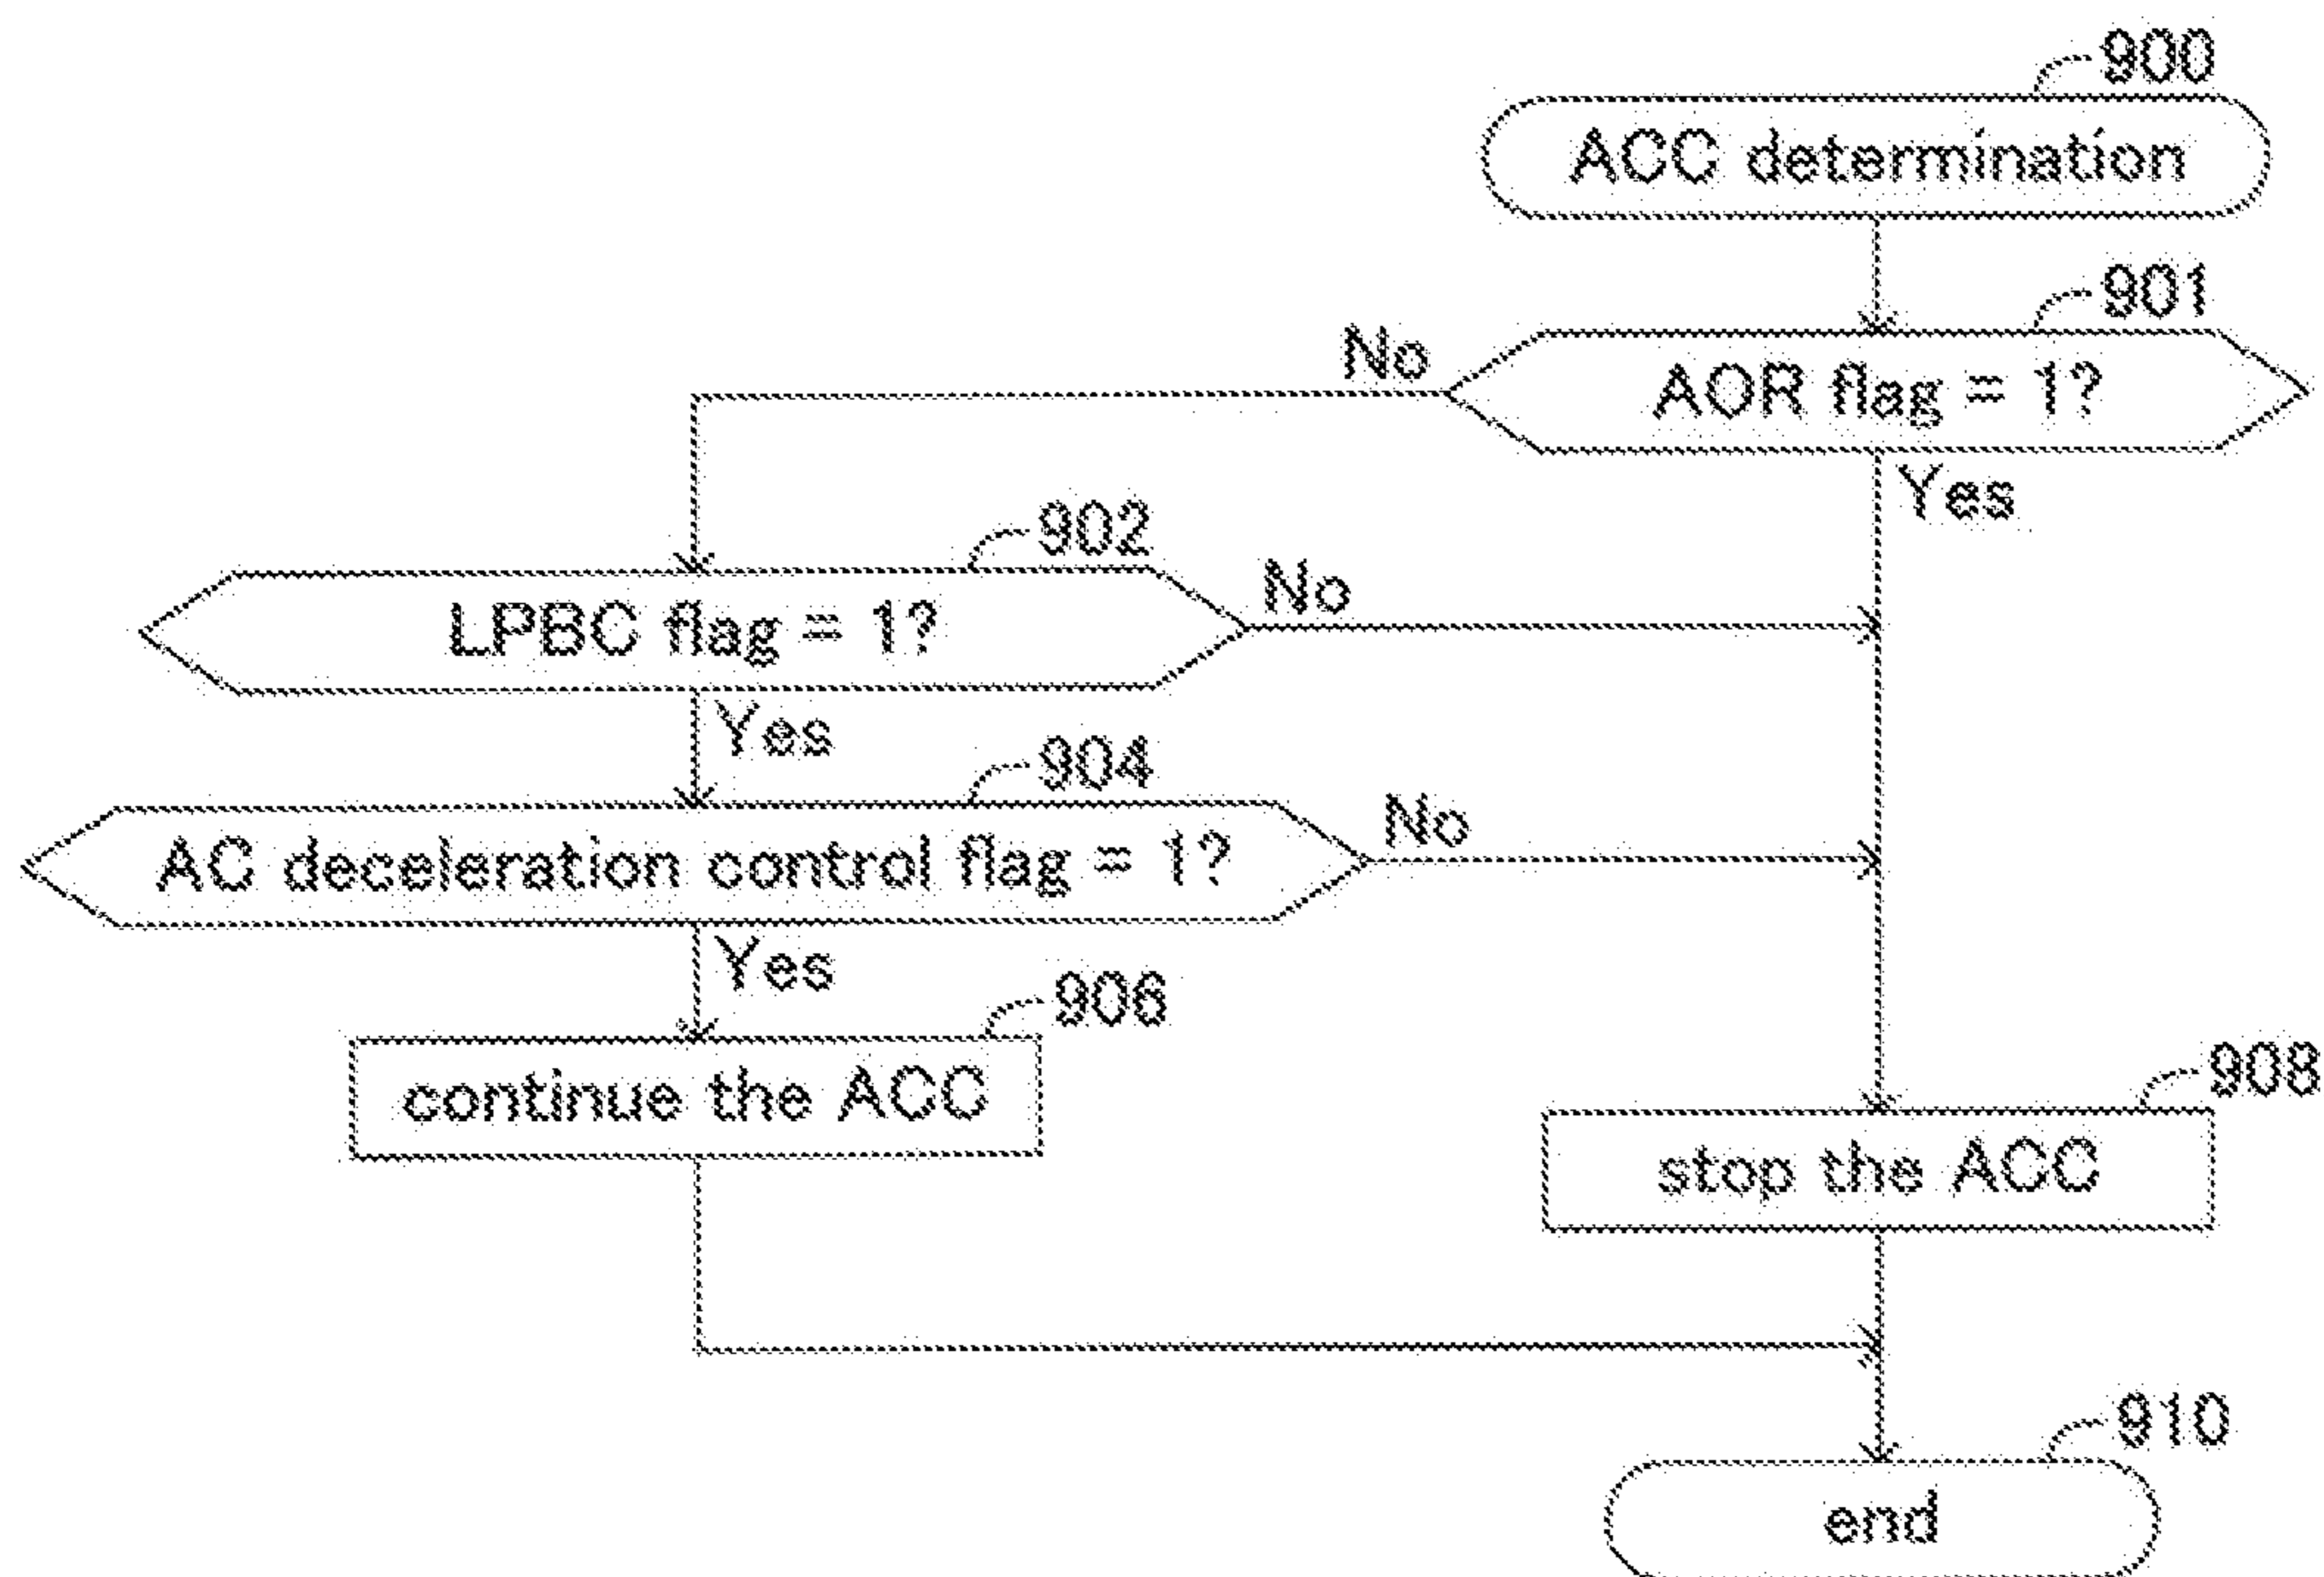 900
ACC determination
901
AOR flag = 1?
No
Yes
902
LPBC flag = 1?
No
Yes
904
AC deceleration control flag = 1?
No
Yes
906
continue the ACC
908
stop the ACC
910
end